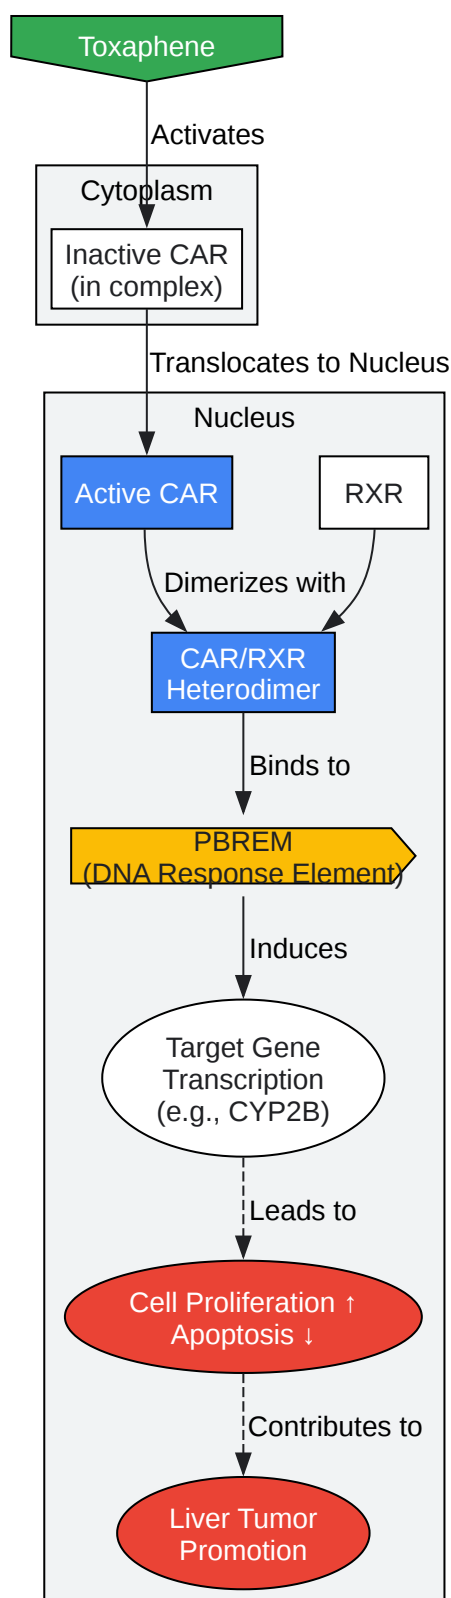 Toxaphene
Activates
Cytoplasm
Inactive CAR
(in complex)
Translocates to Nucleus
Nucleus
Active CAR
RXR
Dimerizes with
CAR/RXR
Heterodimer
Binds to
PBREM
(DNA Response Element)
Induces
Target Gene
Transcription
(e.g., CYP2B)
Leads to
Cell Proliferation ↑
Apoptosis ↓
Contributes to
Liver Tumor
Promotion